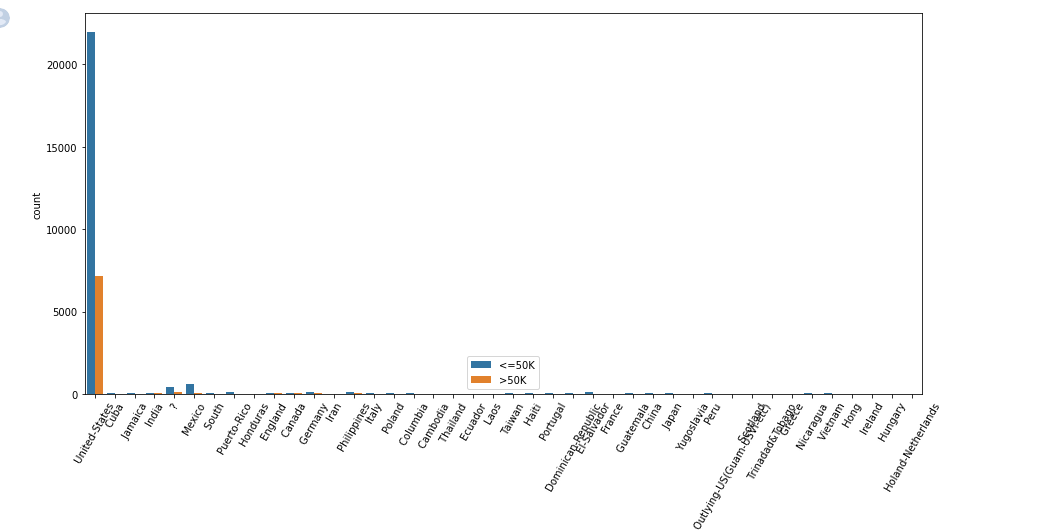 20000
15000
10000
5000
0
count
<=50K
>50K
United-States
Cuba
Jamaica
India
?
Mexico
South
Puerto-Rico
Honduras
England
Canada
Germany
Iran
Philippines
Italy
Poland
Columbia
Cambodia
Thailand
Ecuador
Laos
Taiwan
Haiti
Portugal
Dominican-Republic
El-Salvador
France
Guatemala
China
Japan
Yugoslavia
Peru
Outlying-US(Guam-USVI-etc)
Scotland
Trinadad&Tobago
Greece
Nicaragua
Vietnam
Hong
Ireland
Hungary
Holand-Netherlands